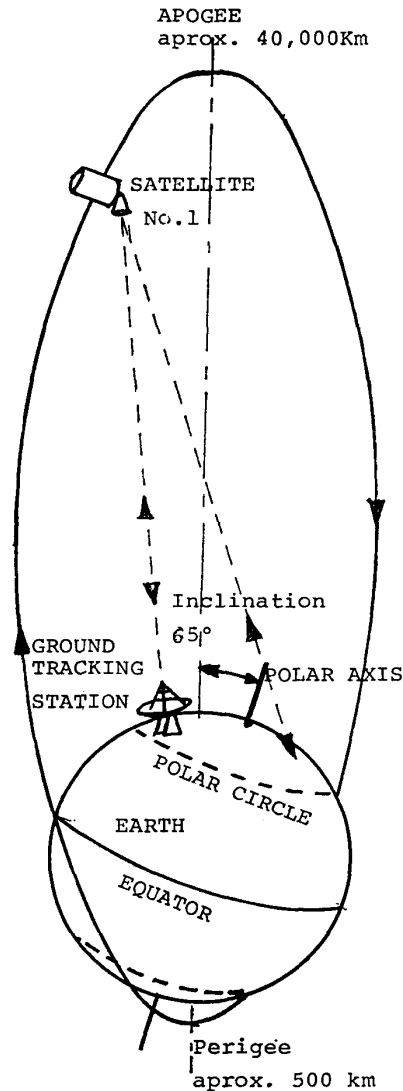 APOGEE
aprox. 40,000Km
SATELLITE
No.1
Inclination
65°
GROUND
TRACKING
STATION
POLAR AXIS
POLAR CIRCLE
EARTH
EQUATOR
Perigee
aprox. 500 km